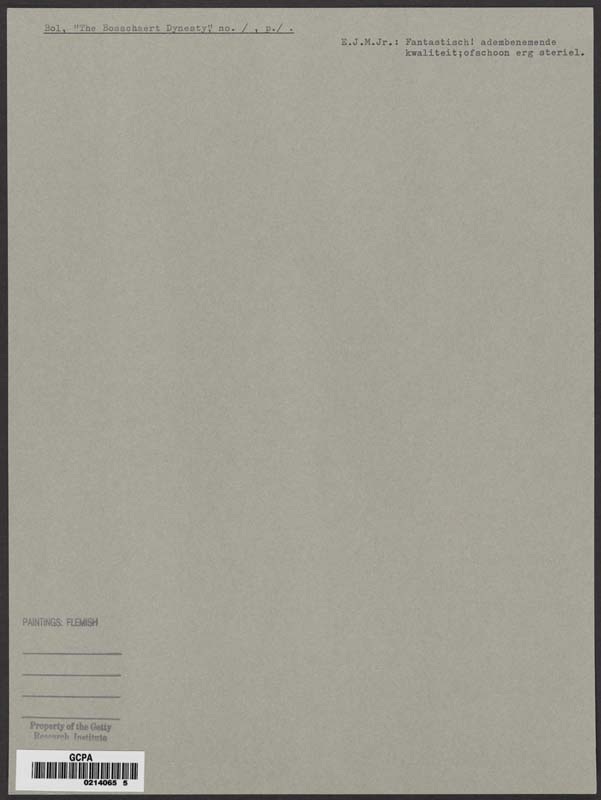 Bol, "The Bosschaert Dynesty", no. / , p./ .
E.J.M.Jr.: Fantastisch! adembenemende
kwaliteit;ofschoon erg steriel.
PAINTINGS: FLEMISH
Property of the Getty
Research Institute
GCPA
0214065 5